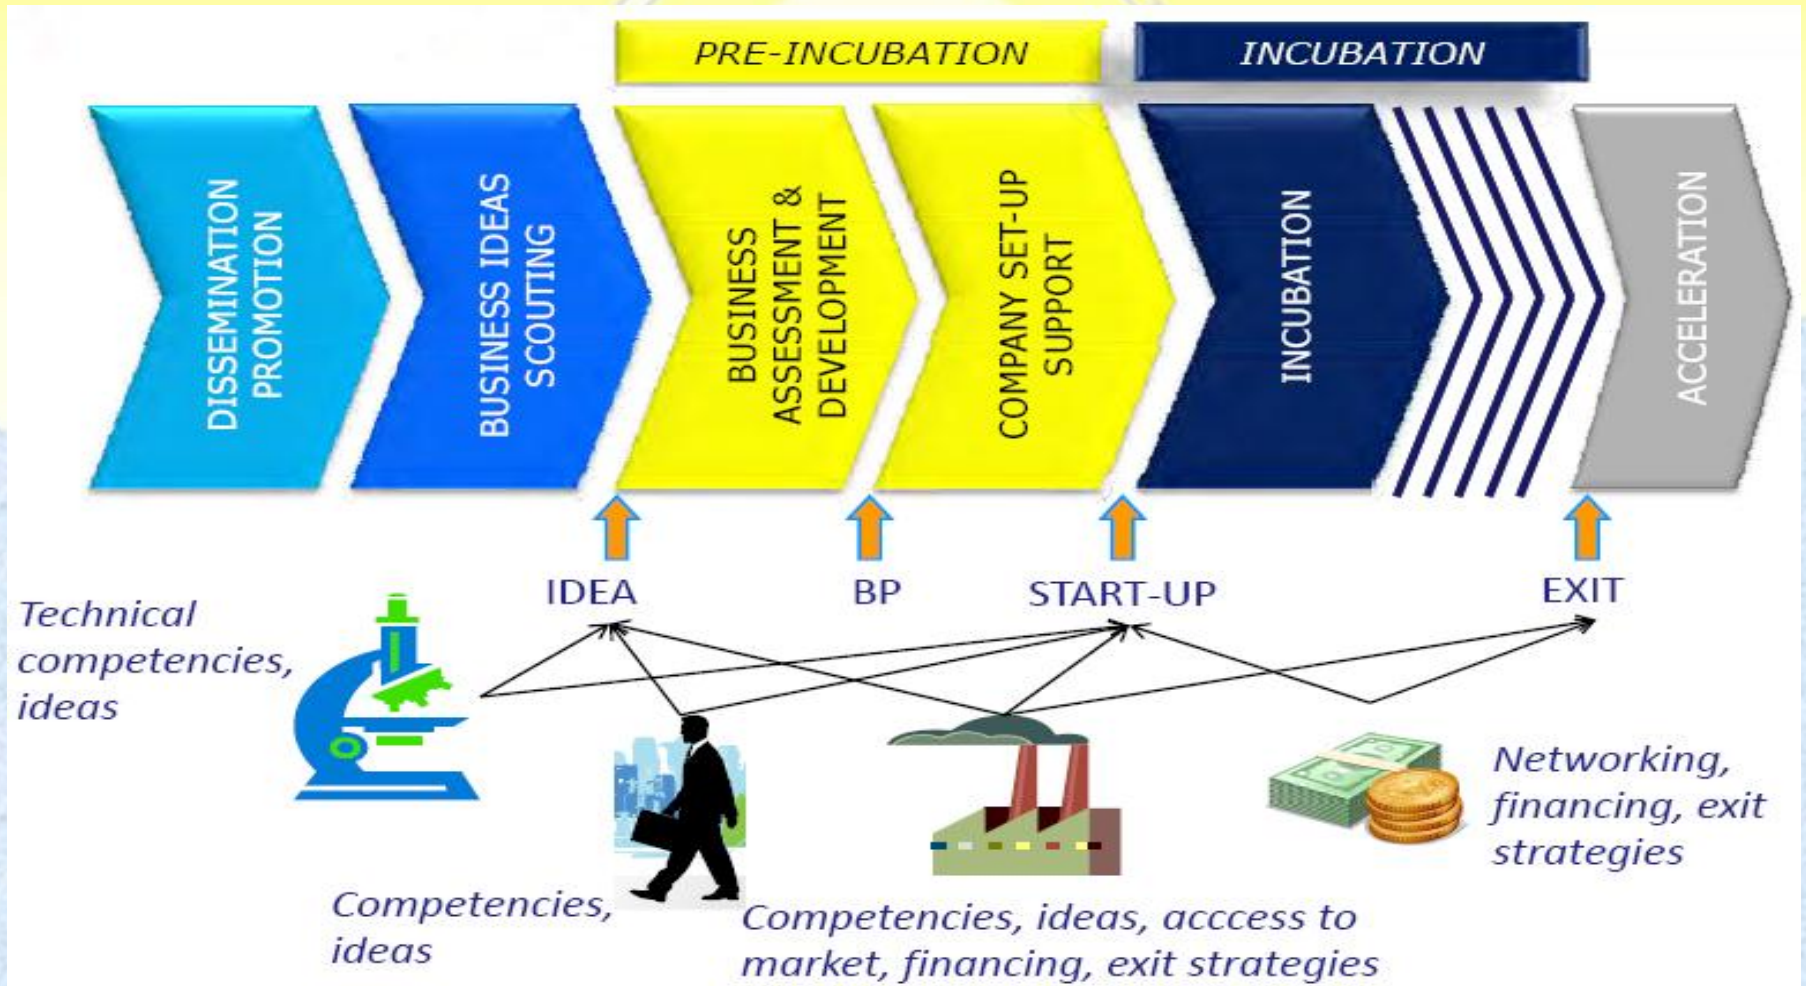 PRE-INCUBATION
INCUBATION
DISSEMINATION
PROMOTION
BUSINESS IDEAS
SCOUTING
BUSINESS
ASSESSMENT &
DEVELOPMENT
COMPANY SET-UP
SUPPORT
INCUBATION
ACCELERATION
IDEA
BP
START-UP
EXIT
Technical
competencies,
ideas
Competencies,
ideas
Competencies, ideas, acccess to
market, financing, exit strategies
Networking,
financing, exit
strategies